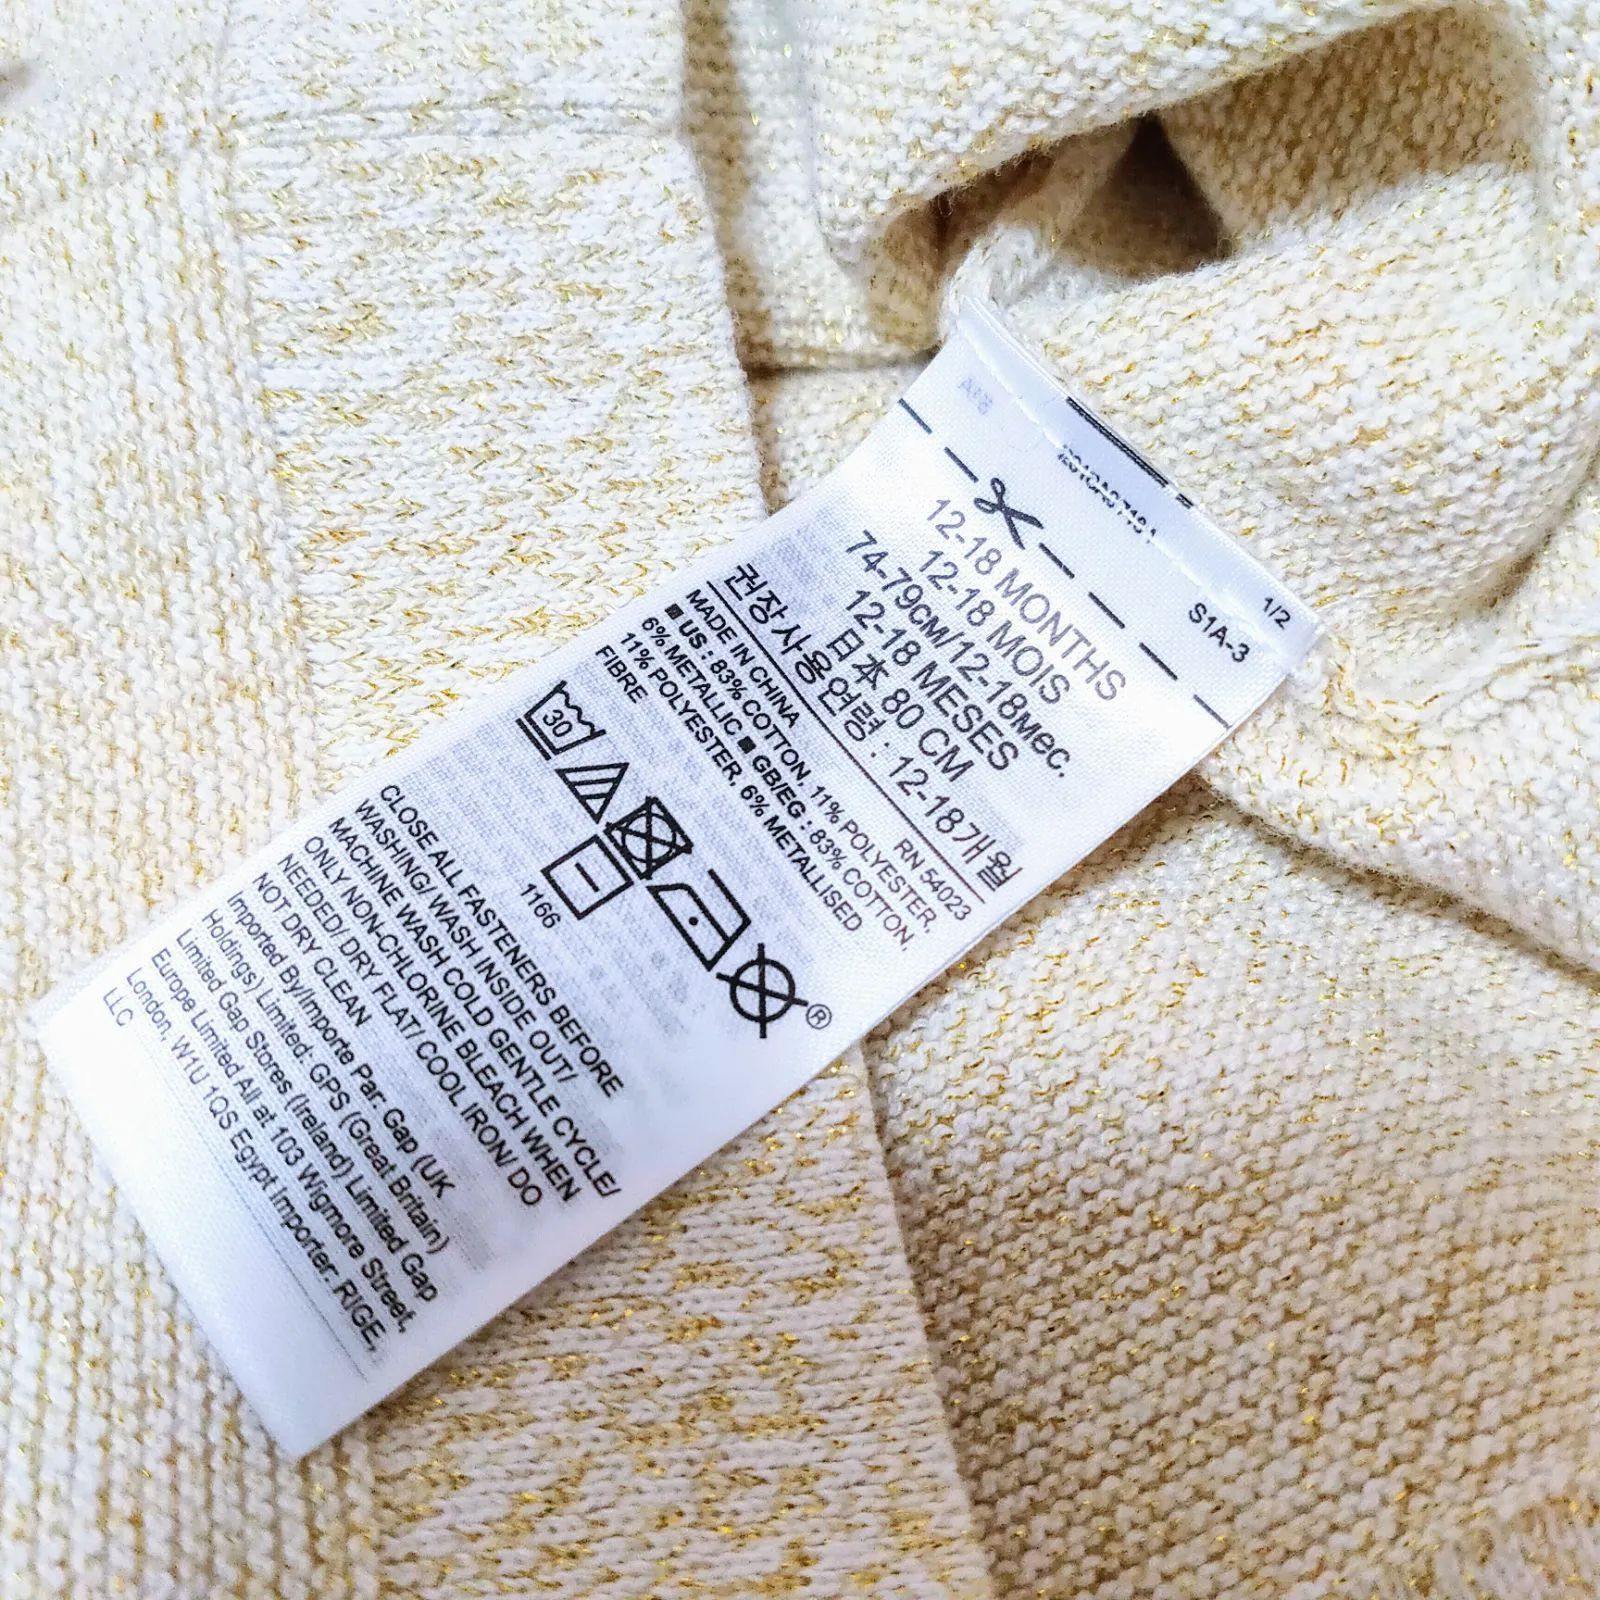 1/2
S1A-3
12-18 MONTHS
12-18 MOIS
74-79CM/12-18мес.
12-18 MESES
日本 80 CM
권장사용연령 : 12-18개월
RN 54023
MADE IN CHINA
■ US : 83% COTTON, 11% POLYESTER,
6% METALLIC ■ GB/EG : 83% COTTON,
11% POLYESTER, 6% METALLISED
FIBRE
30
®
1166
CLOSE ALL FASTENERS BEFORE
WASHING/ WASH INSIDE OUT/
MACHINE WASH COLD GENTLE CYCLE/
ONLY NON-CHLORINE BLEACH WHEN
NEEDED/ DRY FLAT/ COOL IRON/ DO
NOT DRY CLEAN
Imported By/Importe Par: Gap (UK
Holdings) Limited: GPS (Great Britain)
Limited Gap Stores (Ireland) Limited Gap
Europe Limited All at 103 Wigmore Street,
London, W1U 1QS Egypt Importer: RIGE,
LLC